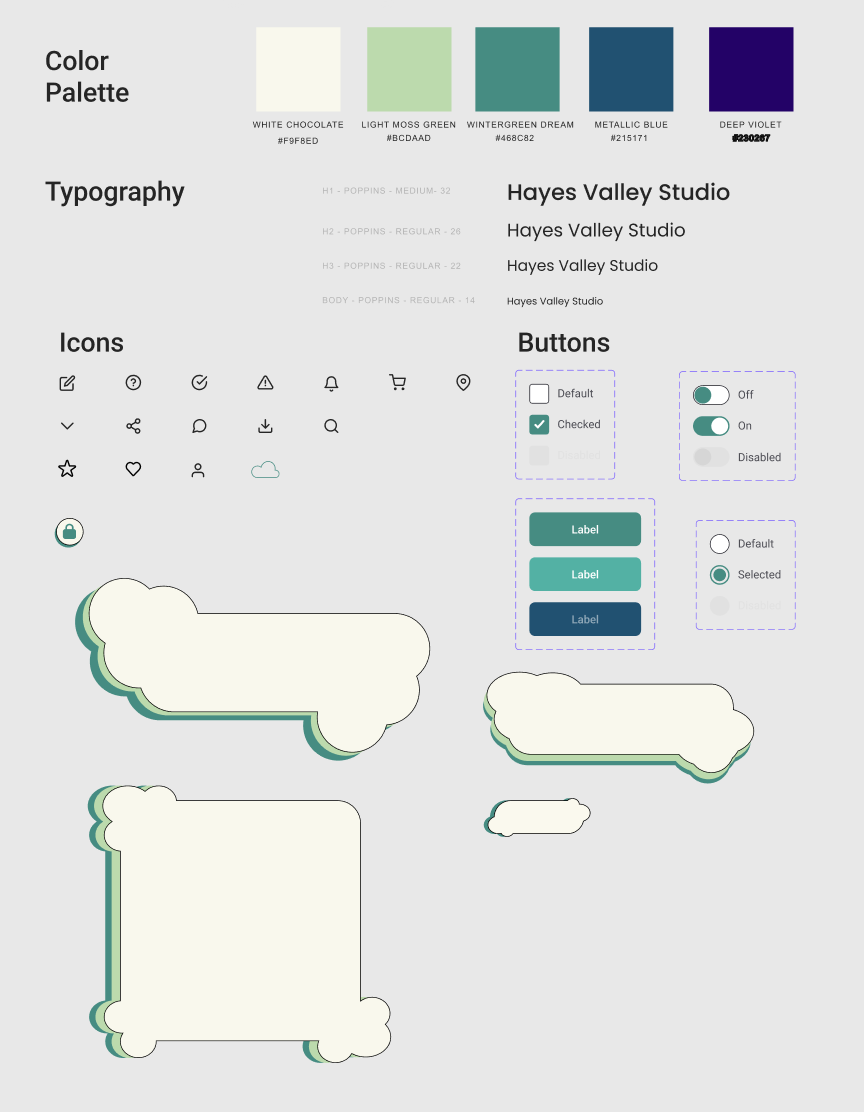 Color
Palette
WHITE CHOCOLATE
#F9F8ED
LIGHT MOSS GREEN
#BCDAAD
WINTERGREEN DREAM
#468C82
METALLIC BLUE
#215171
DEEP VIOLET
#230267
Typography
H1 - POPPINS - MEDIUM- 32
Hayes Valley Studio
H2 - POPPINS - REGULAR - 26
Hayes Valley Studio
H3 - POPPINS - REGULAR - 22
Hayes Valley Studio
BODY - POPPINS - REGULAR - 14
Hayes Valley Studio
Icons
Buttons
Default
Checked
Disabled
Off
On
Disabled
Label
Label
Label
Default
Selected
Disabled